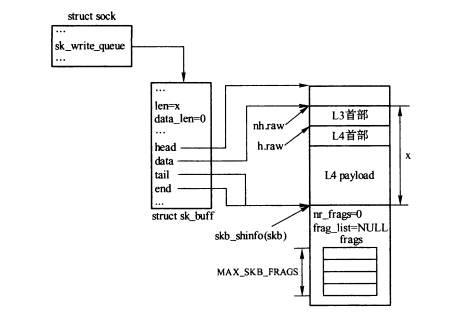 struct sock
...
sk_write_queue
...
...
len=x
data_len=0
...
head
data
tail
end
...
struct sk_buff
nh.raw
h.raw
skb_shinfo(skb)
L3首部
L4首部
L4 payload
x
nr_frags=0
frag_list=NULL
frags
MAX_SKB_FRAGS